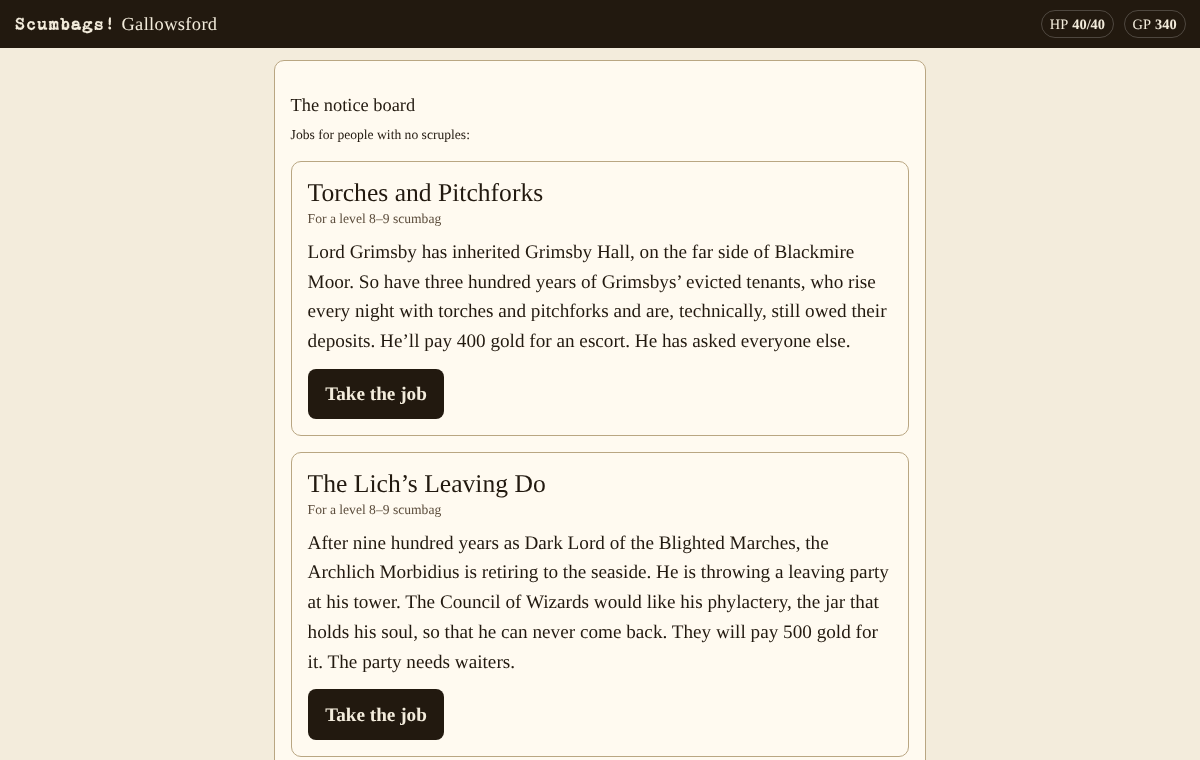 Scumbags! Gallowsford
HP 40/40
GP 340
The notice board
Jobs for people with no scruples:
Torches and Pitchforks
For a level 8–9 scumbag
Lord Grimsby has inherited Grimsby Hall, on the far side of Blackmire
Moor. So have three hundred years of Grimsbys’ evicted tenants, who rise
every night with torches and pitchforks and are, technically, still owed their
deposits. He’ll pay 400 gold for an escort. He has asked everyone else.
Take the job
The Lich’s Leaving Do
For a level 8–9 scumbag
After nine hundred years as Dark Lord of the Blighted Marches, the
Archlich Morbidius is retiring to the seaside. He is throwing a leaving party
at his tower. The Council of Wizards would like his phylactery, the jar that
holds his soul, so that he can never come back. They will pay 500 gold for
it. The party needs waiters.
Take the job